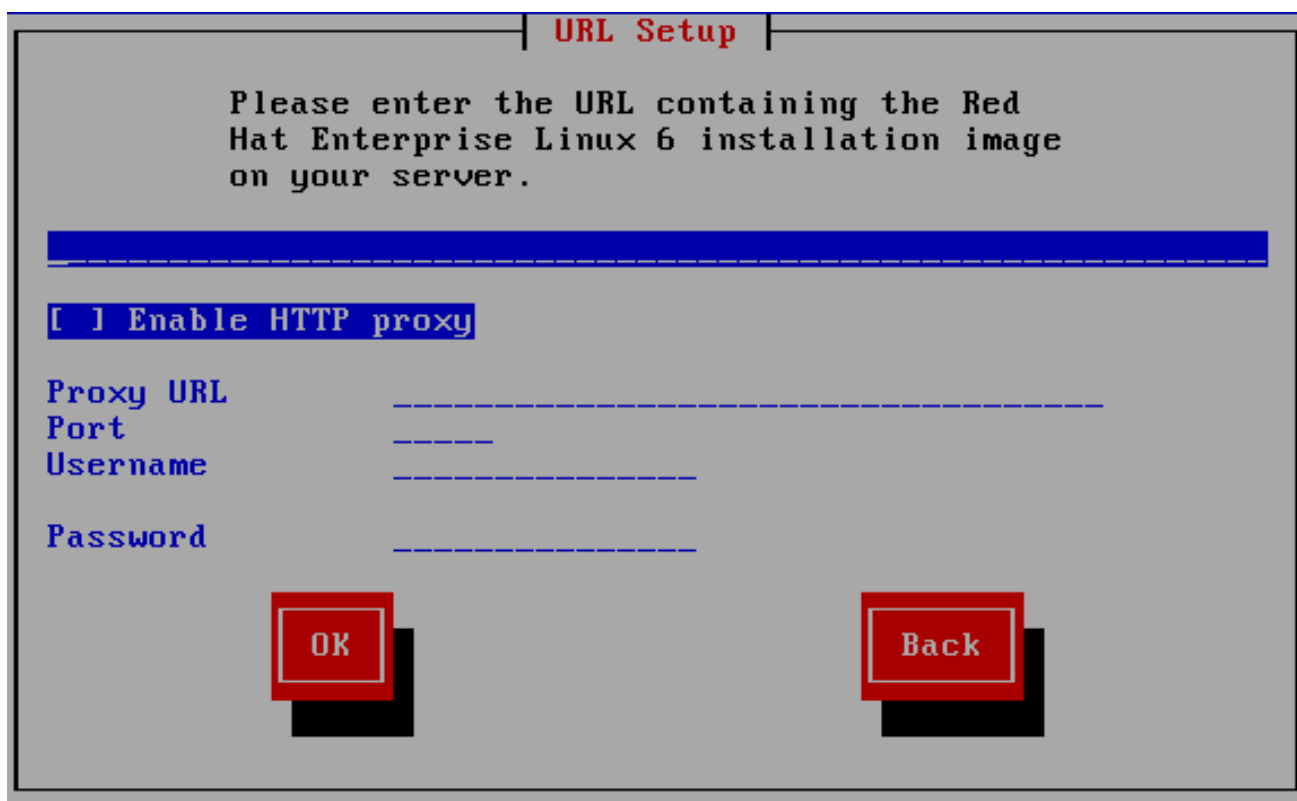 URL Setup
Please enter the URL containing the Red
Hat Enterprise Linux 6 installation image
on your server.
[ ] Enable HTTP proxy
Proxy URL
Port
Username
Password
OK Back